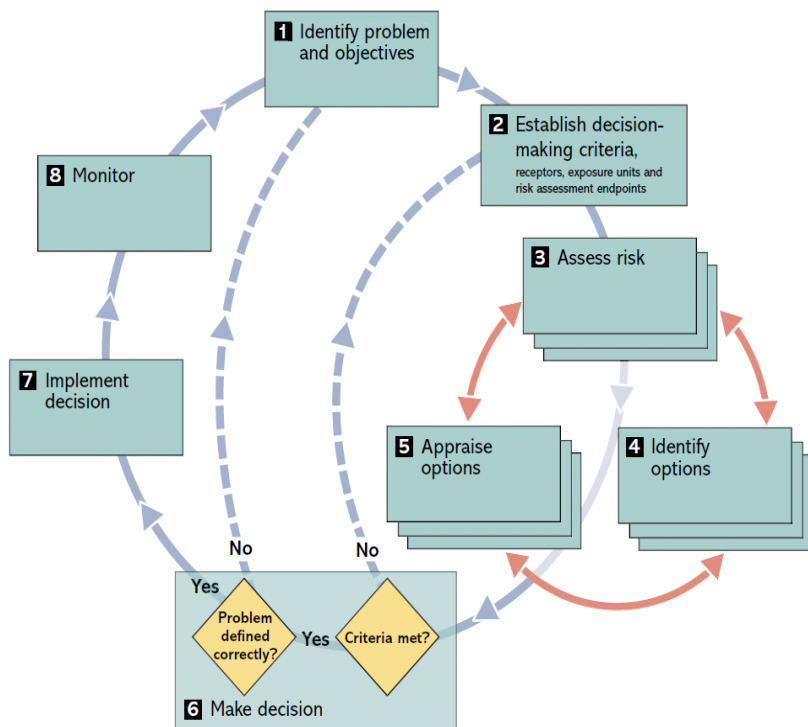 1 Identify problem
and objectives
2 Establish decision-
making criteria,
receptors, exposure units and
risk assessment endpoints
3 Assess risk
4 Identify
options
5 Appraise
options
No
No
Yes
Problem
defined
correctly?
Yes
Criteria met?
6 Make decision
7 Implement
decision
8 Monitor